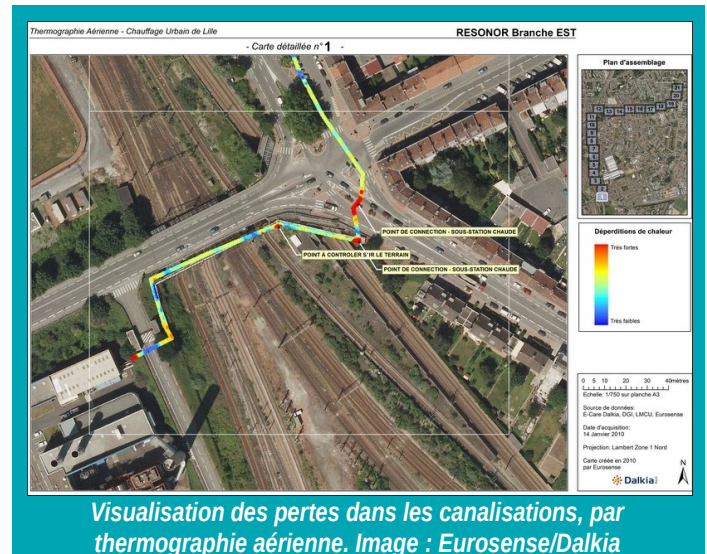 Thermographie Aérienne - Chauffage Urbain de Lille
RESONOR Branche EST
- Carte détaillée n° 1 -
Plan d'assemblage
POINT DE CONNECTION - SOUS-STATION CHAUDE
POINT À CONTROLER S'IR LE TERRAIN
POINT DE CONNECTION - SOUS-STATION CHAUDE
Déperditions de chaleur
Très fortes
Très faibles
0 5 10 20 30 40mètres
Echelle: 1/750 sur planche A3
Source de données:
E-Care Dalkia, DGI, LMCU, Eurosense
Date d'acquisition:
14 Janvier 2010
Projection: Lambert Zone 1 Nord
Carte créée en 2010
par Eurosense
N
Dalkia
Visualisation des pertes dans les canalisations, par
thermographie aérienne. Image : Eurosense/Dalkia